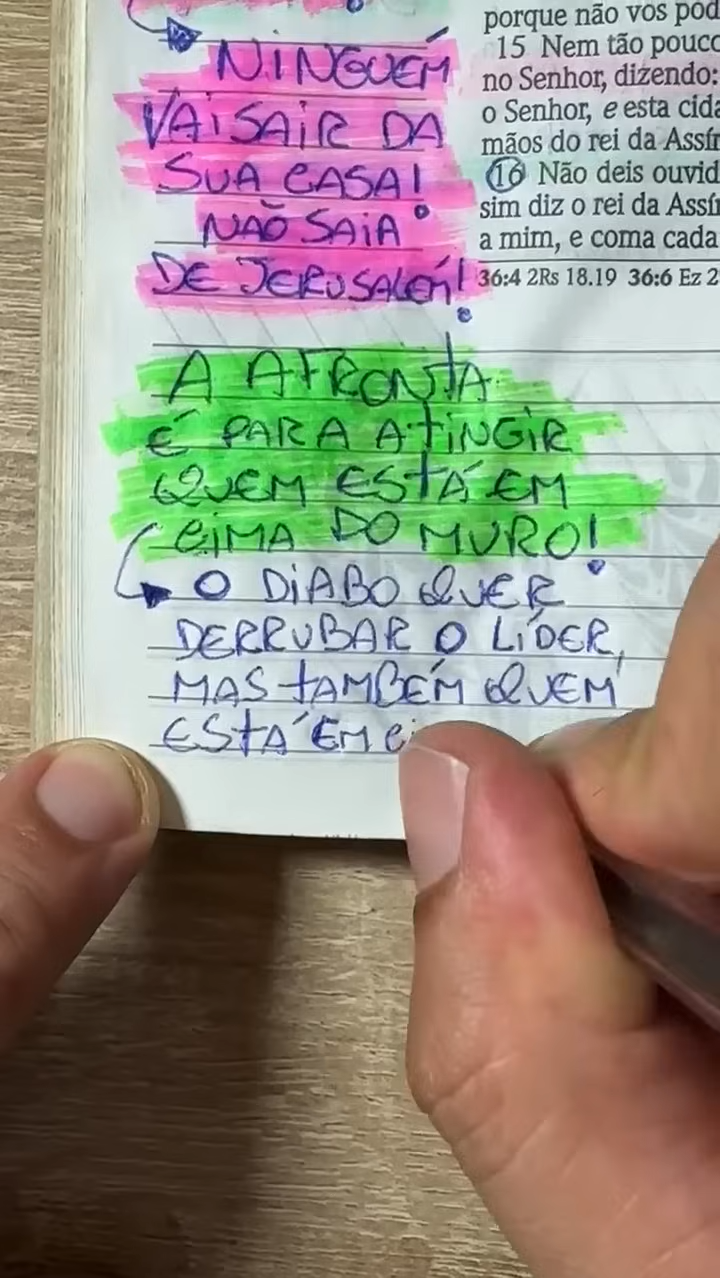 NINGUÉM
VAI SAIR DA
SUA CASA!
NÃO SAIA
DE JERUSALÉM!
A AFRONTA
É PARA ATINGIR
QUEM ESTÁ EM
CIMA DO MURO!
O DIABO QUER
DERRUBAR O LÍDER,
MAS TAMBÉM QUEM
ESTÁ EM ci
porque não vos pod
15 Nem tão pouco
no Senhor, dizendo:
o Senhor, e esta cida
mãos do rei da Assír
16 Não deis ouvid
sim diz o rei da Assír
a mim, e coma cada
36:4 2Rs 18.19 36:6 Ez 2